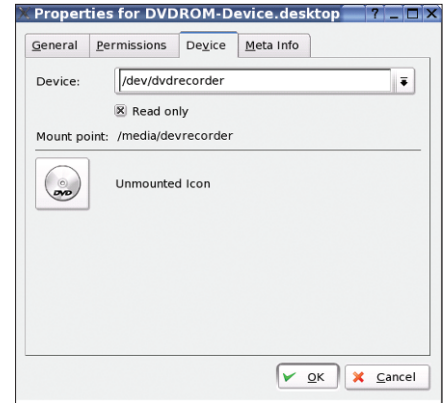 Properties for DVDROM-Device.desktop ?
General Permissions Device Meta Info
Device: /dev/dvdrecorder
Read only
Mount point: /media/devrecorder
DVD
Unmounted Icon
OK Cancel